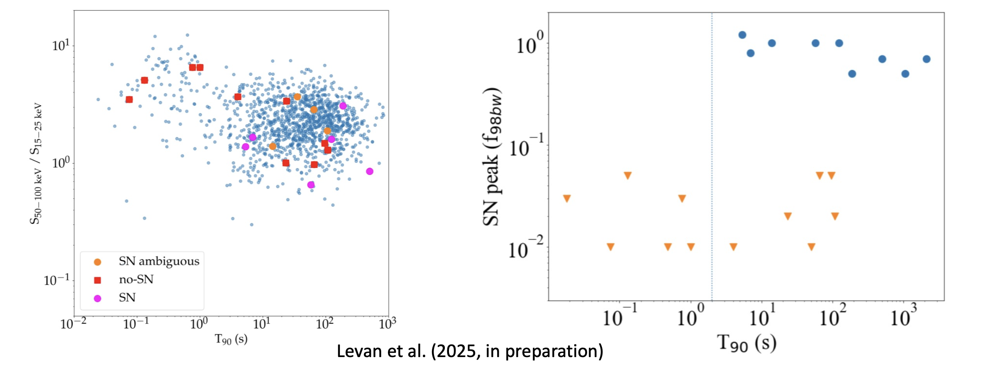 10¹
10⁰
10⁻¹
S₅₀₋₁₀₀ keV / S₁₅₋₂₅ keV
SN ambiguous
no-SN
SN
10⁻² 10⁻¹ 10⁰ 10¹ 10² 10³
T₉₀ (s)
10⁰
10⁻¹
10⁻²
SN peak (f₉₈bw)
10⁻¹ 10⁰ 10¹ 10² 10³
T₉₀ (s)
Levan et al. (2025, in preparation)